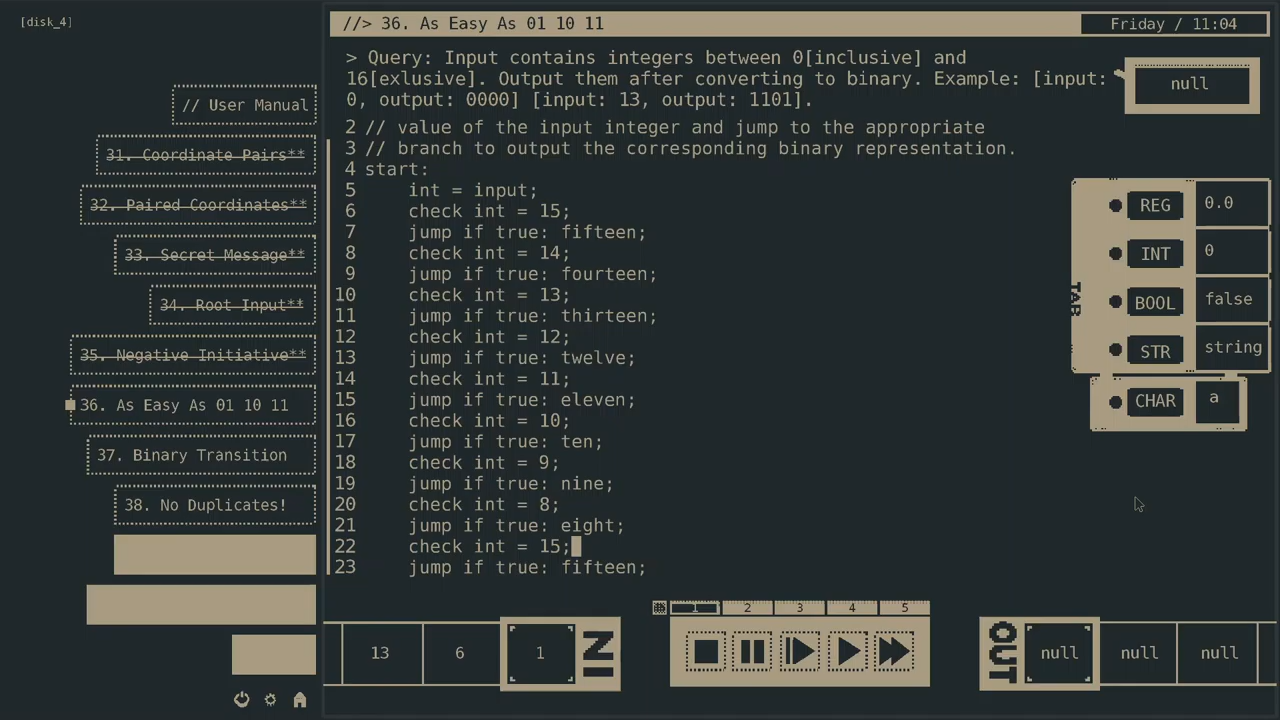 [disk_4]
//> 36. As Easy As 01 10 11
Friday / 11:04
> Query: Input contains integers between 0[inclusive] and
16[exlusive]. Output them after converting to binary. Example: [input:
0, output: 0000] [input: 13, output: 1101].
null
// User Manual
31. Coordinate Pairs**
32. Paired Coordinates**
33. Secret Message**
34. Root Input**
35. Negative Initiative**
36. As Easy As 01 10 11
37. Binary Transition
38. No Duplicates!
2 // value of the input integer and jump to the appropriate
3 // branch to output the corresponding binary representation.
4 start:
5 int = input;
6 check int = 15;
7 jump if true: fifteen;
8 check int = 14;
9 jump if true: fourteen;
10 check int = 13;
11 jump if true: thirteen;
12 check int = 12;
13 jump if true: twelve;
14 check int = 11;
15 jump if true: eleven;
16 check int = 10;
17 jump if true: ten;
18 check int = 9;
19 jump if true: nine;
20 check int = 8;
21 jump if true: eight;
22 check int = 15;
23 jump if true: fifteen;
TAB
REG 0.0
INT 0
BOOL false
STR string
CHAR a
1 2 3 4 5
13 6 1 IN
OUT null null null